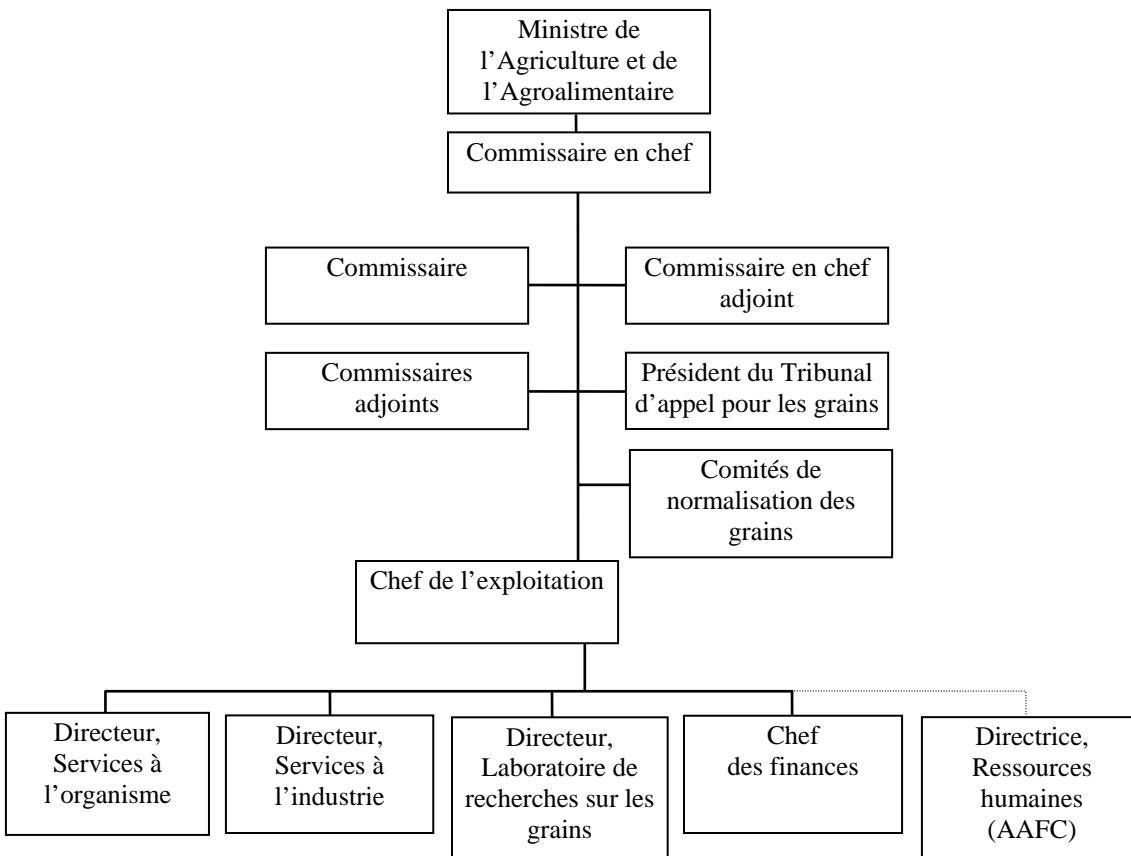 Ministre de
l’Agriculture et de
l’Agroalimentaire
Commissaire en chef
Commissaire
Commissaire en chef
adjoint
Commissaires
adjoints
Président du Tribunal
d’appel pour les grains
Comités de
normalisation des
grains
Chef de l’exploitation
Directeur,
Services à
l’organisme
Directeur,
Services à
l’industrie
Directeur,
Laboratoire de
recherches sur les
grains
Chef
des finances
Directrice,
Ressources
humaines
(AAFC)